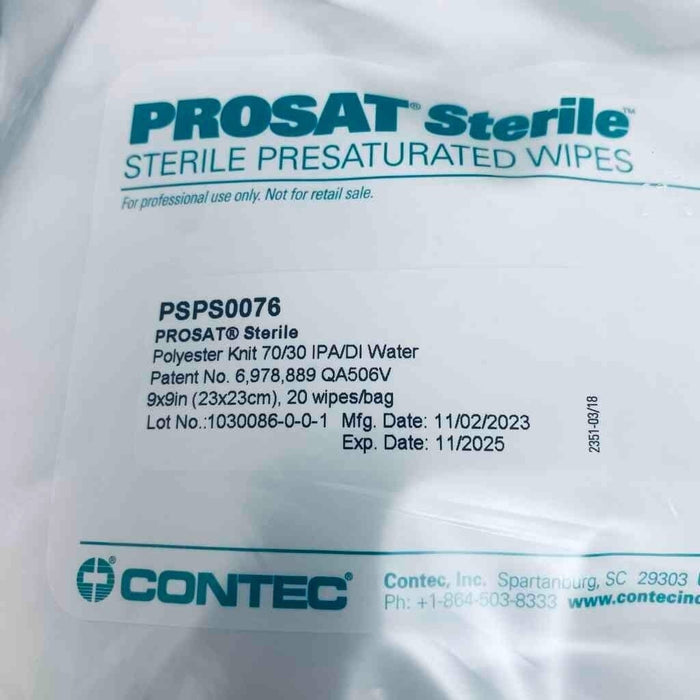 PROSAT® Sterile™
STERILE PRESATURATED WIPES
For professional use only. Not for retail sale.
PSPS0076
PROSAT® Sterile
Polyester Knit 70/30 IPA/DI Water
Patent No. 6,978,889 QA506V
9x9in (23x23cm), 20 wipes/bag
Lot No.:1030086-0-0-1 Mfg. Date: 11/02/2023
Exp. Date: 11/2025
2351-03/18
CONTEC®
Contec, Inc. Spartanburg, SC 29303
Ph: +1-864-503-8333 www.contecinc